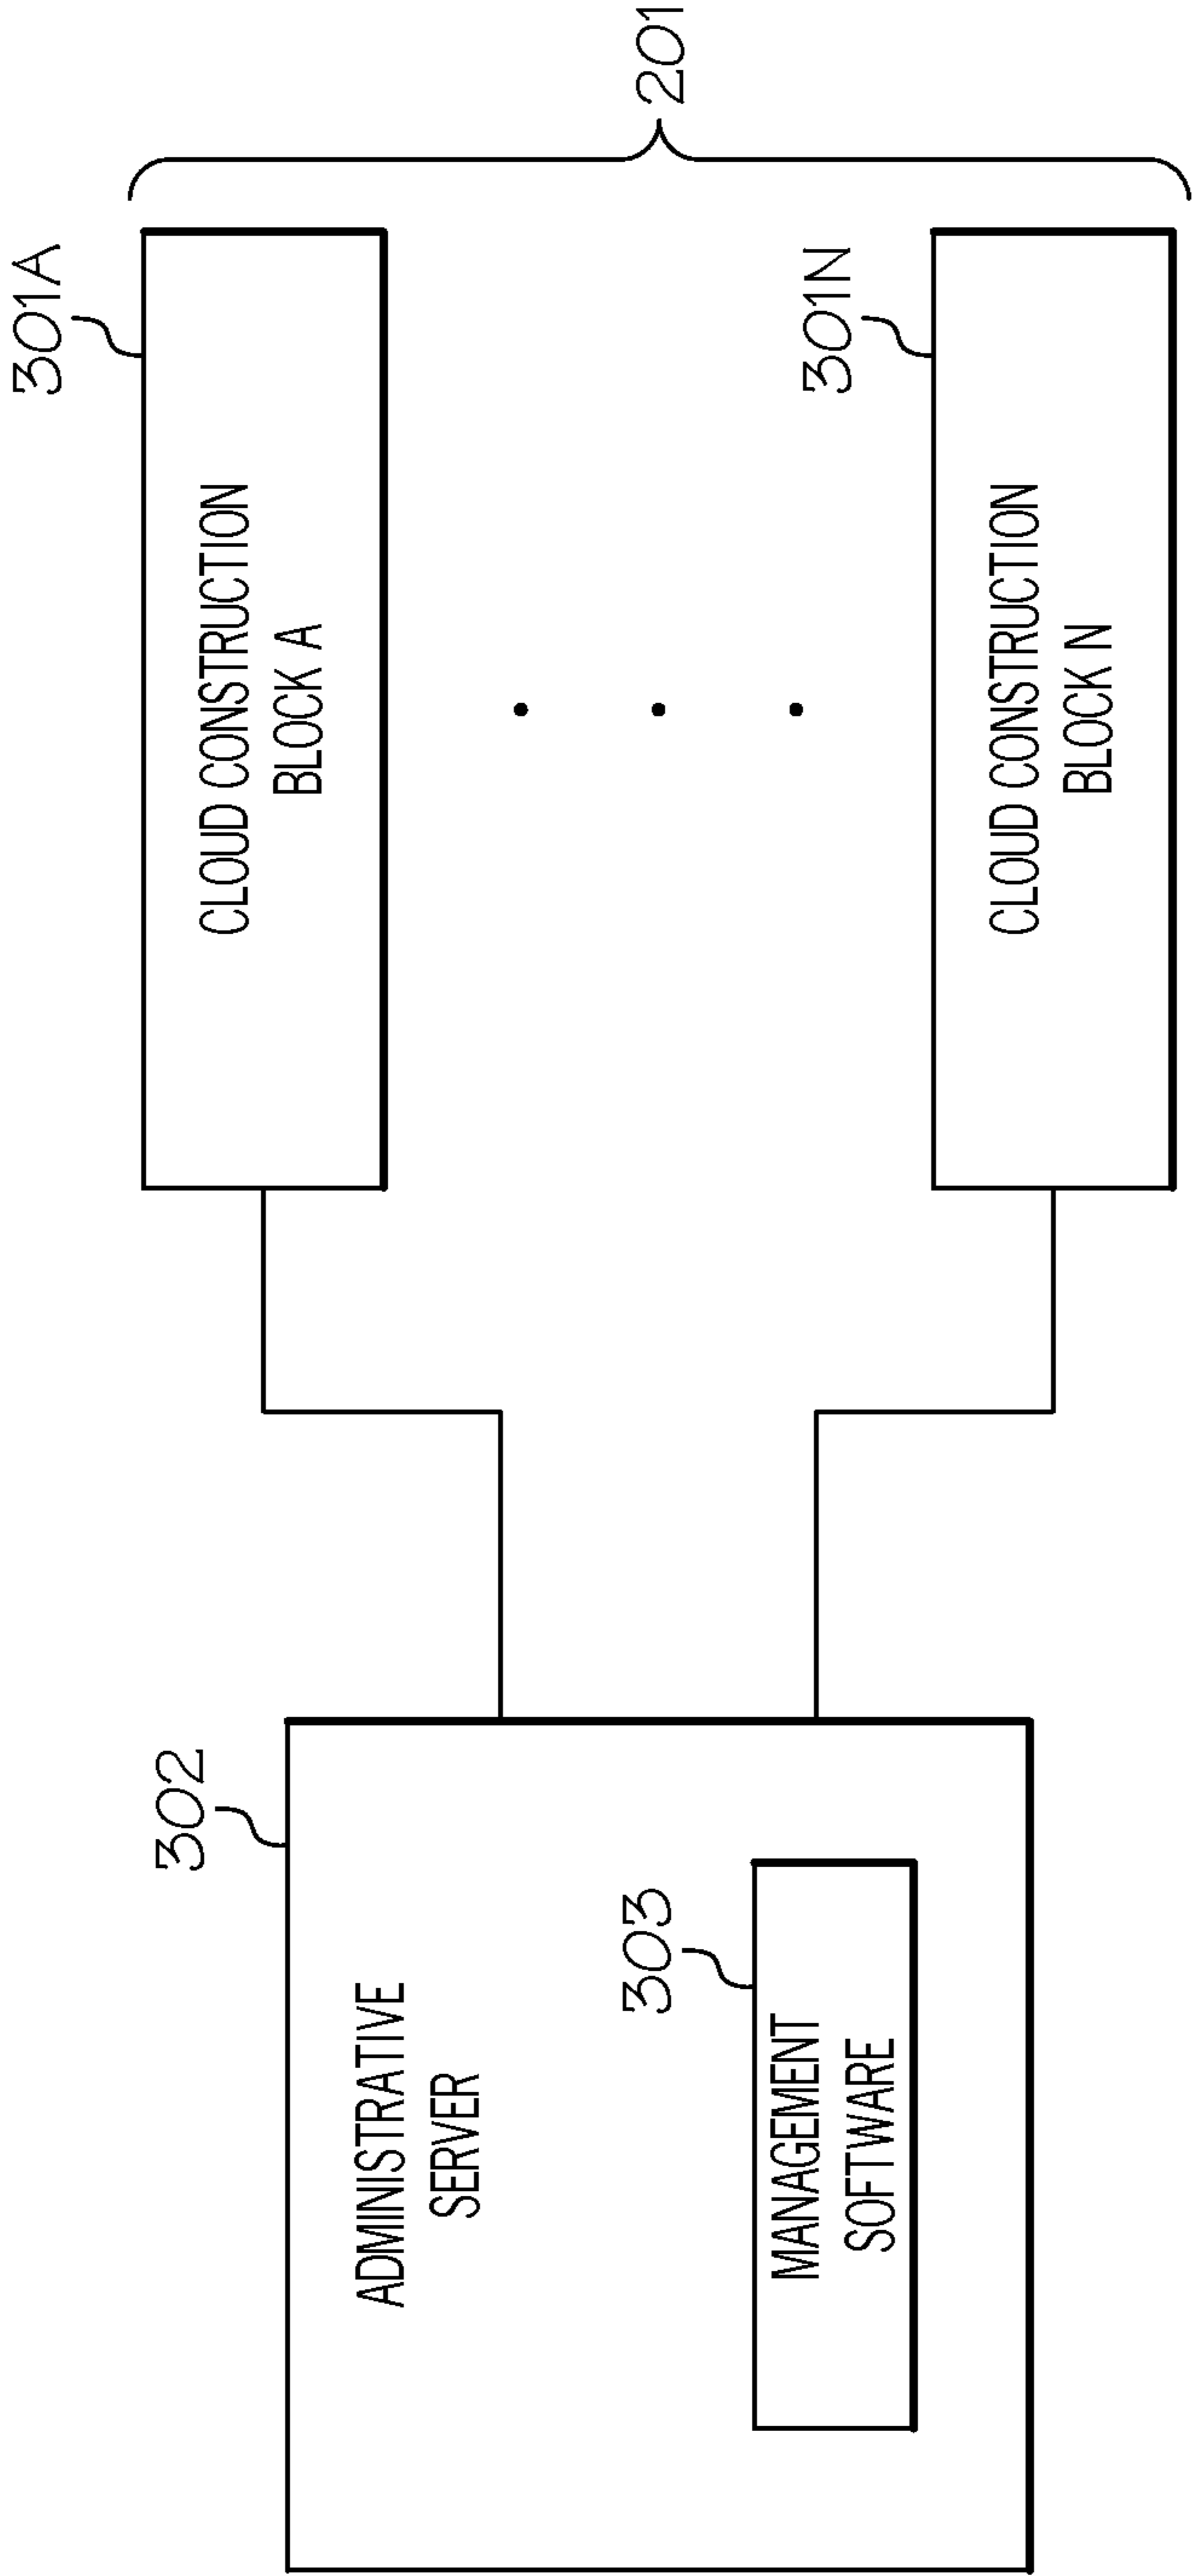 302
ADMINISTRATIVE
SERVER
303
MANAGEMENT
SOFTWARE
301A
CLOUD CONSTRUCTION
BLOCK A
301N
CLOUD CONSTRUCTION
BLOCK N
201